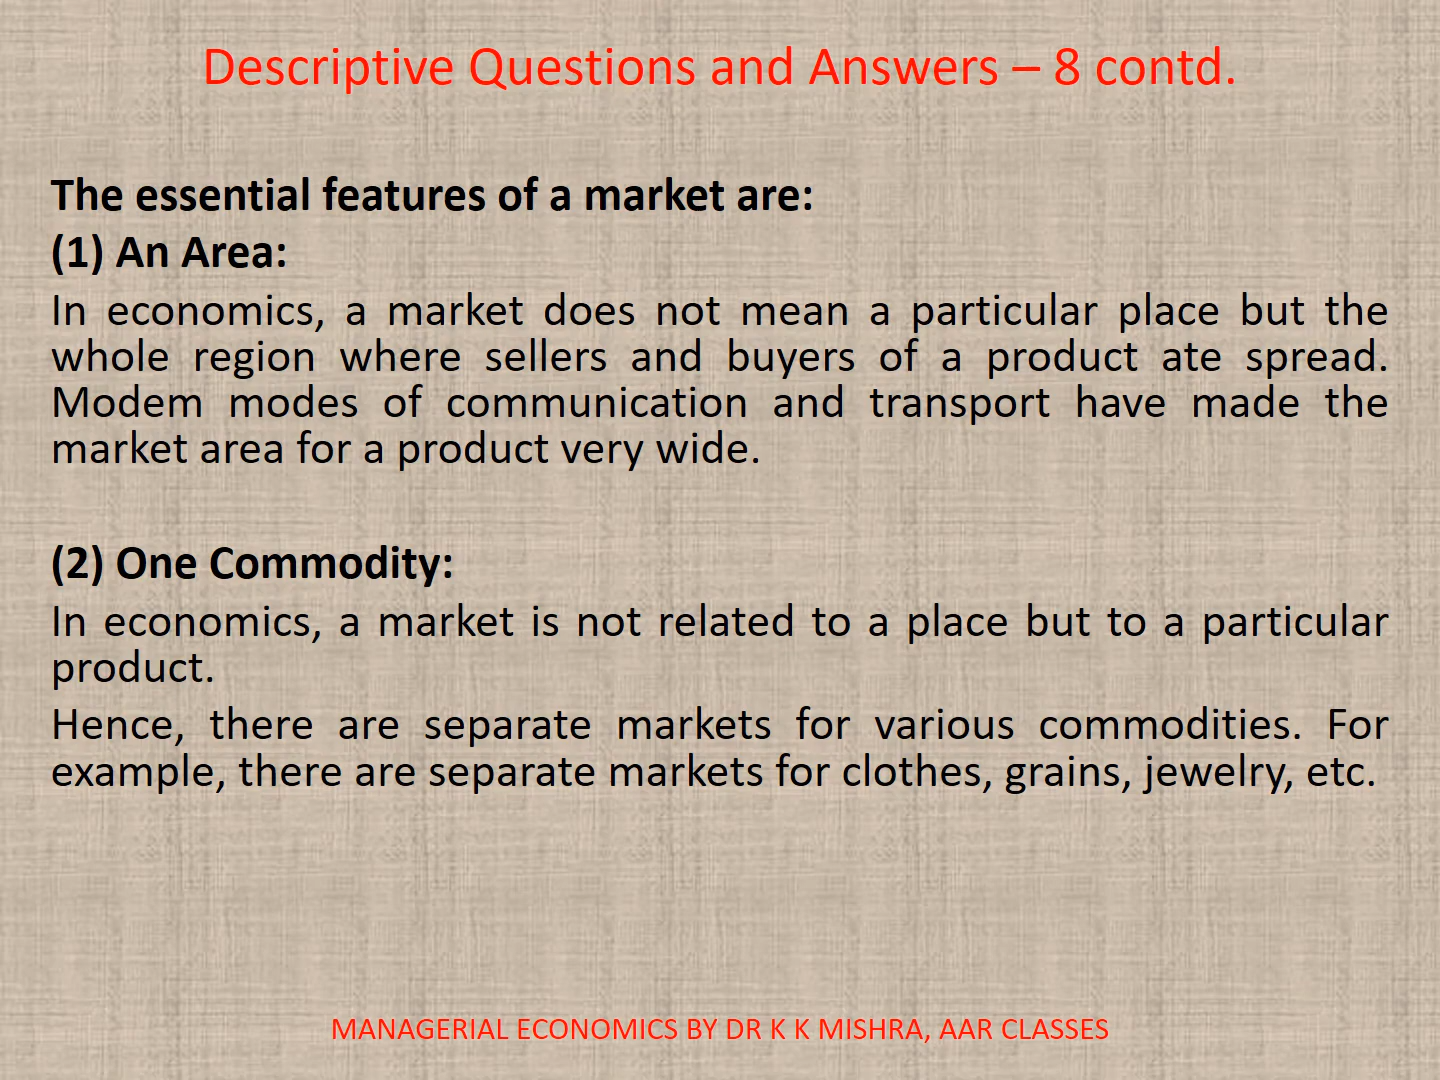 Descriptive Questions and Answers – 8 contd.
The essential features of a market are:
(1) An Area:
In economics, a market does not mean a particular place but the
whole region where sellers and buyers of a product ate spread.
Modem modes of communication and transport have made the
market area for a product very wide.
(2) One Commodity:
In economics, a market is not related to a place but to a particular
product.
Hence, there are separate markets for various commodities. For
example, there are separate markets for clothes, grains, jewelry, etc.
MANAGERIAL ECONOMICS BY DR K K MISHRA, AAR CLASSES